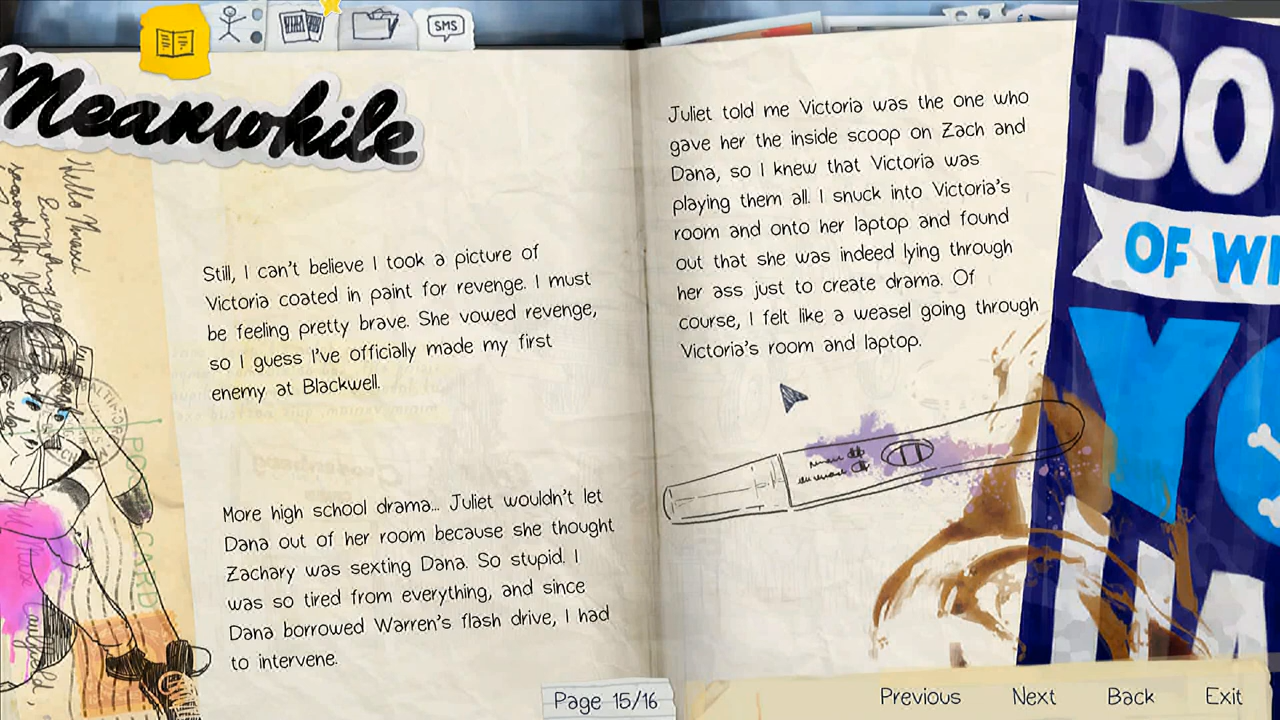 SMS
Meanwhile
Still, I can't believe I took a picture of
Victoria coated in paint for revenge. I must
be feeling pretty brave. She vowed revenge,
so I guess I've officially made my first
enemy at Blackwell.
More high school drama... Juliet wouldn't let
Dana out of her room because she thought
Zachary was sexting Dana. So stupid. I
was so tired from everything, and since
Dana borrowed Warren's flash drive, I had
to intervene.
Juliet told me Victoria was the one who
gave her the inside scoop on Zach and
Dana, so I knew that Victoria was
playing them all. I snuck into Victoria's
room and onto her laptop and found
out that she was indeed lying through
her ass just to create drama. Of
course, I felt like a weasel going through
Victoria's room and laptop.
DO
OF
POST CARD
Page 15/16
Previous Next Back Exit